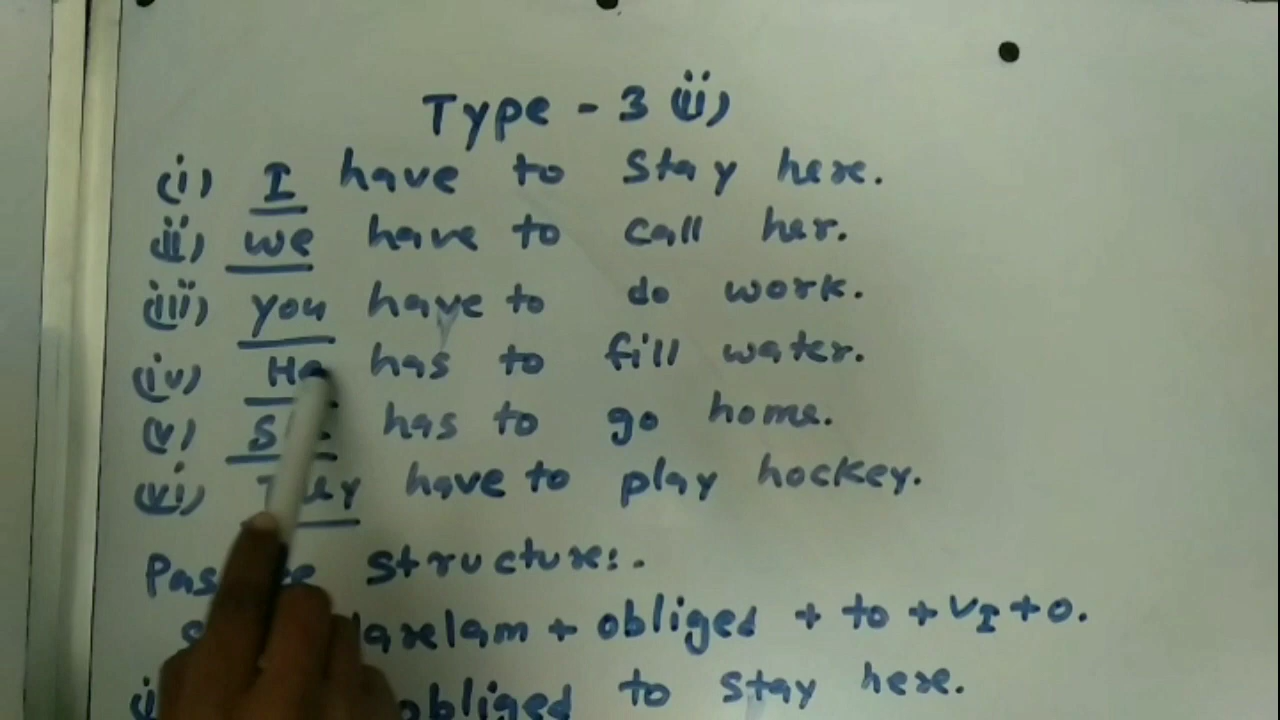 Type - 3 (ii)
(i) I have to stay here.
(ii) we have to call her.
(iii) you have to do work.
(iv) He has to fill water.
(v) has to go home.
(vi) have to play hockey.
structure:.
+ obliged + to + VI + O.
obliged to stay here.